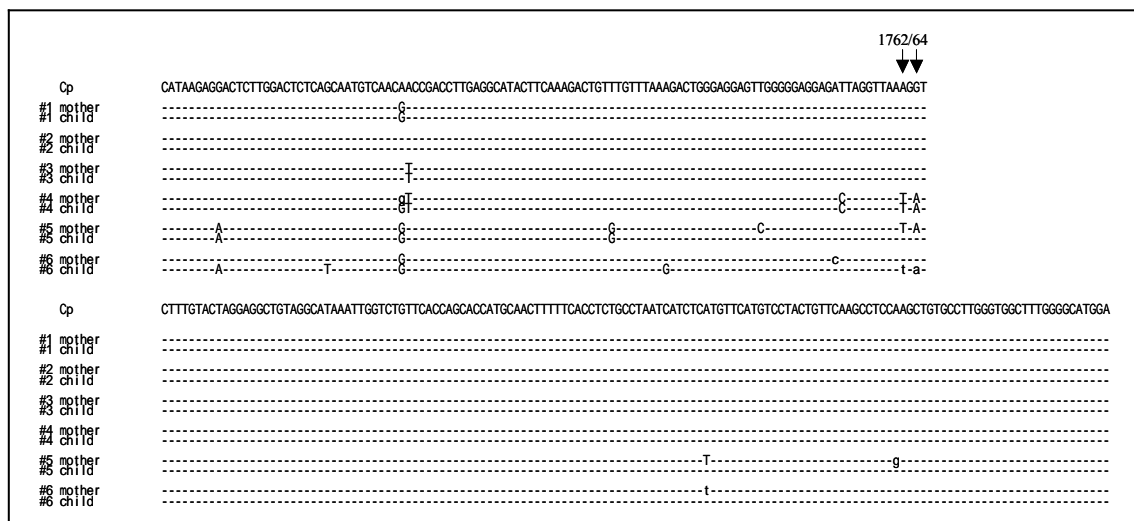 1762/64
Cp CATAAGAGGACTCTTGGACTCTCAGCAATGTCAACAACCGACCTTGAGGCATACTTCAAAGACTGTTTGTTTAAAGACTGGGAGGAGTTGGGGGAGGAGATTAGGTTAAAGGT
#1 mother -----------------------------------G-----------------------------------------------------------------------------
#1 child -----------------------------------G-----------------------------------------------------------------------------
#2 mother -----------------------------------------------------------------------------------------------------------------
#2 child -----------------------------------------------------------------------------------------------------------------
#3 mother ------------------------------------T----------------------------------------------------------------------------
#3 child ------------------------------------T----------------------------------------------------------------------------
#4 mother -----------------------------------gT---------------------------------------------------------------C--------T-A-
#4 child -----------------------------------GT---------------------------------------------------------------C--------T-A-
#5 mother --------A--------------------------G------------------------------G---------------------C--------------------T-A-
#5 child --------A--------------------------G------------------------------G----------------------------------------------
#6 mother -----------------------------------G---------------------------------------------------------------c-------------
#6 child --------A---------------T----------G--------------------------------------G----------------------------------t-a-
Cp CTTTGTACTAGGAGGCTGTAGGCATAAATTGGTCTGTTCACCAGCACCATGCAACTTTTTCACCTCTGCCTAATCATCTCATGTTCATGTCCTACTGTTCAAGCCTCCAAGCTGTGCCTTGGGTGGCTTTGGGGCATGGA
#1 mother --------------------------------------------------------------------------------------------------------------------------------------------
#1 child --------------------------------------------------------------------------------------------------------------------------------------------
#2 mother --------------------------------------------------------------------------------------------------------------------------------------------
#2 child --------------------------------------------------------------------------------------------------------------------------------------------
#3 mother --------------------------------------------------------------------------------------------------------------------------------------------
#3 child --------------------------------------------------------------------------------------------------------------------------------------------
#4 mother --------------------------------------------------------------------------------------------------------------------------------------------
#4 child --------------------------------------------------------------------------------------------------------------------------------------------
#5 mother --------------------------------------------------------------------------------T---------------------------g-------------------------------
#5 child --------------------------------------------------------------------------------------------------------------------------------------------
#6 mother --------------------------------------------------------------------------------t-----------------------------------------------------------
#6 child --------------------------------------------------------------------------------------------------------------------------------------------